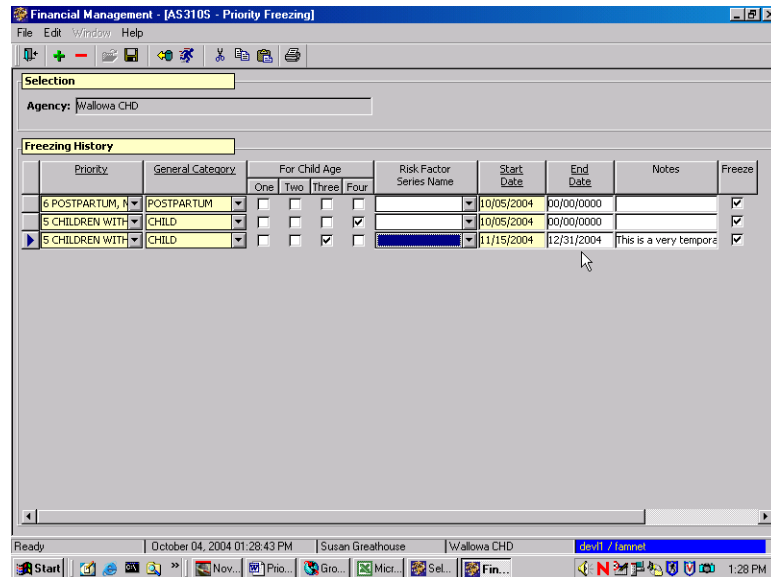 Financial Management - [AS310S - Priority Freezing]
File Edit Window Help
Selection
Agency: Wallowa CHD
Freezing History
Priority General Category For Child Age Risk Factor Series Name Start Date End Date Notes Freeze
One Two Three Four
6 POSTPARTUM, N POSTPARTUM 10/05/2004 00/00/0000
5 CHILDREN WITH CHILD 10/05/2004 00/00/0000
5 CHILDREN WITH CHILD 11/15/2004 12/31/2004 This is a very tempora
Ready October 04, 2004 01:28:43 PM Susan Greathouse Wallowa CHD devl1 / famnet
Start » Nov... Prio... Gro... Micr... Sel... Fin... 1:28 PM